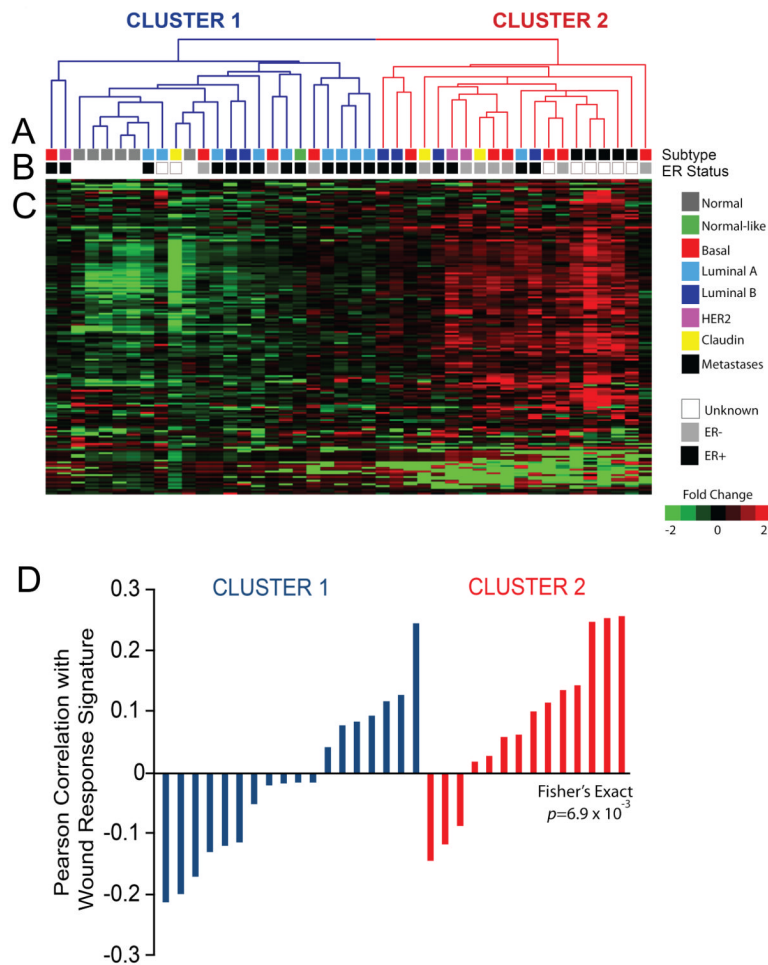 CLUSTER 1
CLUSTER 2
A
B
C
Subtype
ER Status
Normal
Normal-like
Basal
Luminal A
Luminal B
HER2
Claudin
Metastases
Unknown
ER-
ER+
Fold Change
-2 0 2
D
CLUSTER 1
CLUSTER 2
Pearson Correlation with
Wound Response Signature
0.3
0.2
0.1
0
-0.1
-0.2
-0.3
Fisher's Exact
p=6.9 x 10-3